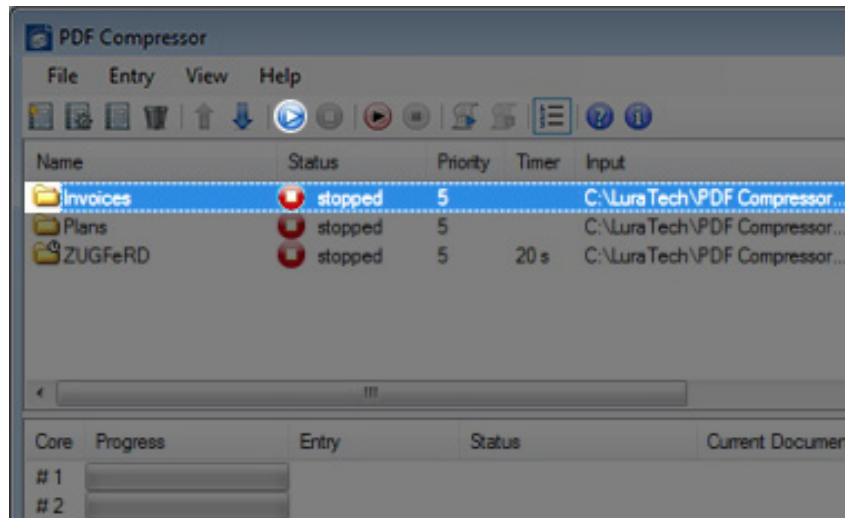 PDF Compressor
File Entry View Help
Name Status Priority Timer Input
Invoices stopped 5 C:\LuraTech\PDF Compressor...
Plans stopped 5 C:\LuraTech\PDF Compressor...
ZUGFeRD stopped 5 20 s C:\LuraTech\PDF Compressor...
Core Progress Entry Status Current Documen
# 1
# 2